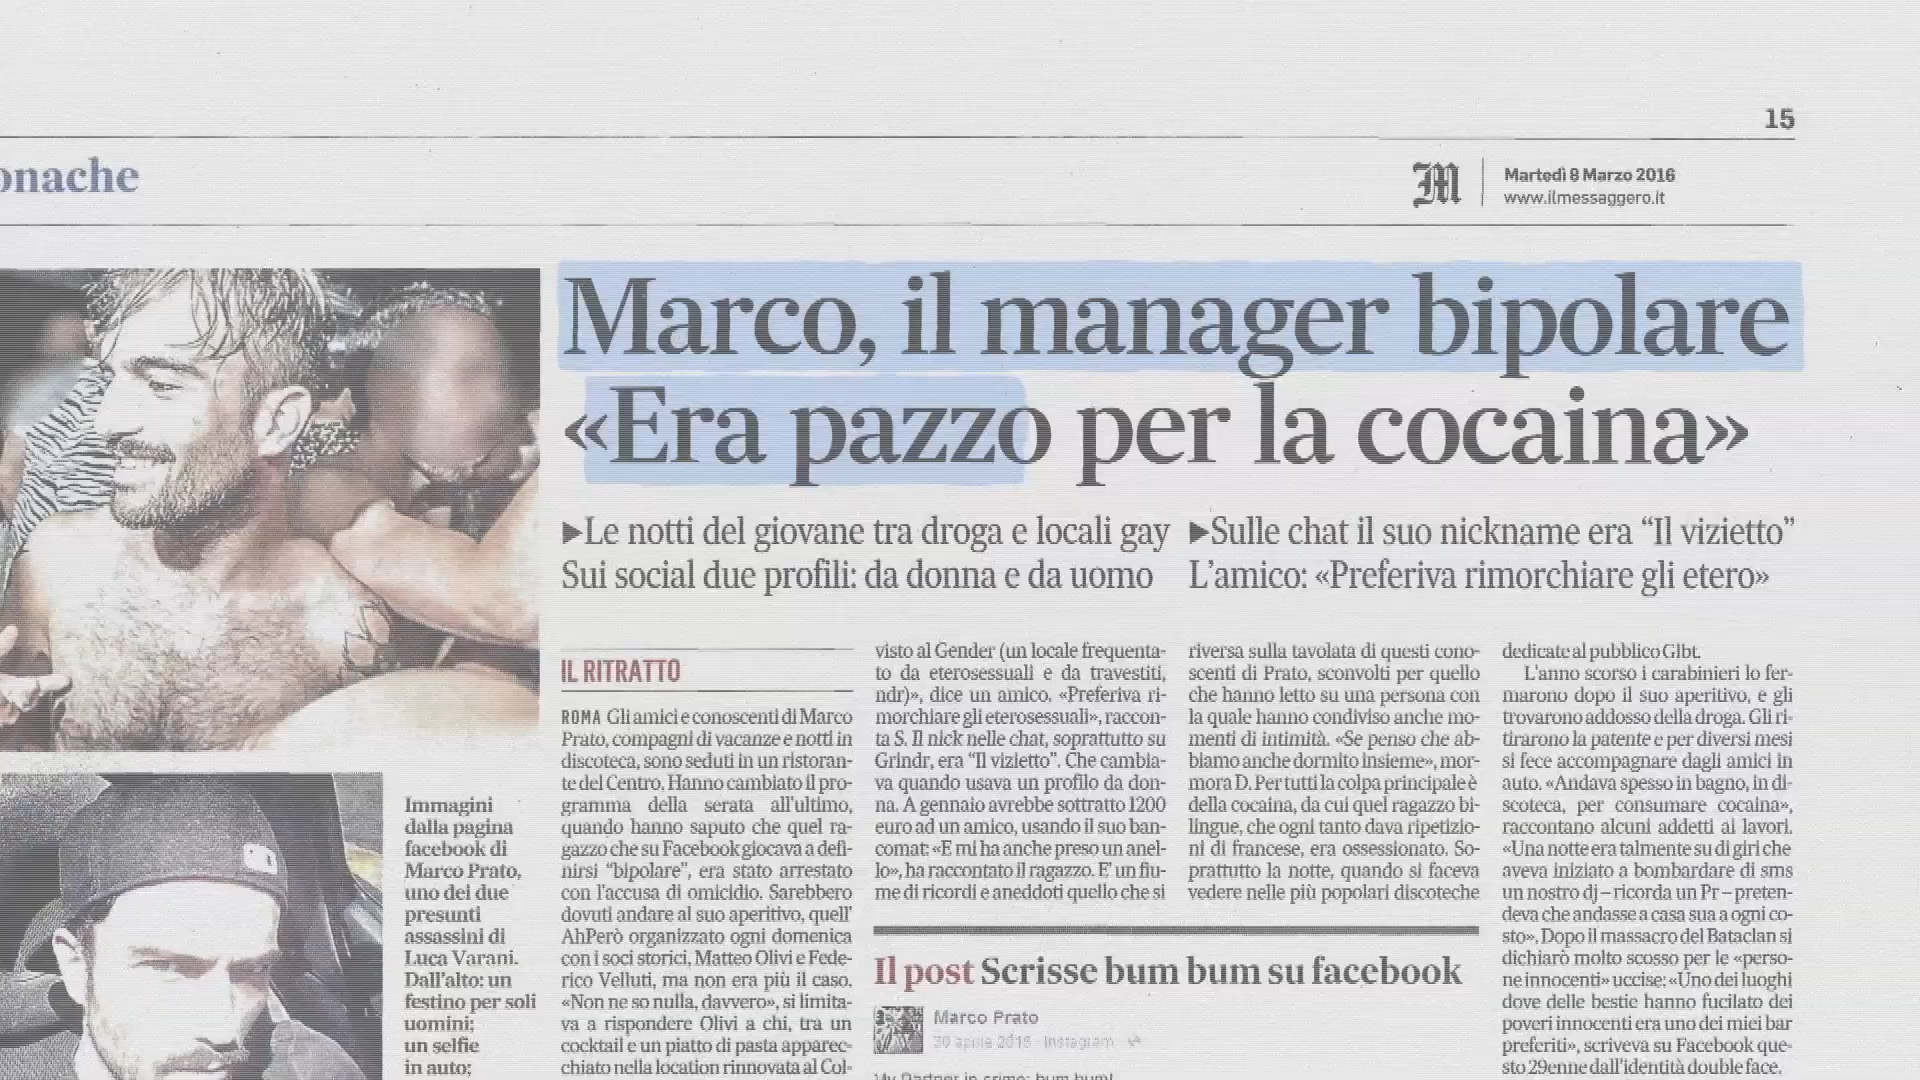 15
onache
M
Martedì 8 Marzo 2016
www.ilmessaggero.it
Marco, il manager bipolare
«Era pazzo per la cocaina»
▶Le notti del giovane tra droga e locali gay
Sui social due profili: da donna e da uomo
▶Sulle chat il suo nickname era “Il vizietto”
L’amico: «Preferiva rimorchiare gli etero»
Immagini
dalla pagina
facebook di
Marco Prato,
uno dei due
presunti
assassini di
Luca Varani.
Dall'alto: un
festino per soli
uomini;
un selfie
in auto;
IL RITRATTO
ROMA Gli amici e conoscenti di Marco
Prato, compagni di vacanze e notti in
discoteca, sono seduti in un ristoran-
te del Centro. Hanno cambiato il pro-
gramma della serata all'ultimo,
quando hanno saputo che quel ra-
gazzo che su Facebook giocava a defi-
nirsi “bipolare”, era stato arrestato
con l'accusa di omicidio. Sarebbero
dovuti andare al suo aperitivo, quell'
AhPerò organizzato ogni domenica
con i soci storici, Matteo Olivi e Fede-
rico Velluti, ma non era più il caso.
«Non ne so nulla, davvero», si limita-
va a rispondere Olivi a chi, tra un
cocktail e un piatto di pasta apparec-
chiato nella location rinnovata al Col-
visto al Gender (un locale frequenta-
to da eterosessuali e da travestiti,
ndr)», dice un amico. «Preferiva ri-
morchiare gli eterosessuali», raccon-
ta S. Il nick nelle chat, soprattutto su
Grindr, era “Il vizietto”. Che cambia-
va quando usava un profilo da don-
na. A gennaio avrebbe sottratto 1200
euro ad un amico, usando il suo ban-
comat: «E mi ha anche preso un anel-
lo», ha raccontato il ragazzo. E' un fiu-
me di ricordi e aneddoti quello che si
riversa sulla tavolata di questi cono-
scenti di Prato, sconvolti per quello
che hanno letto su una persona con
la quale hanno condiviso anche mo-
menti di intimità. «Se penso che ab-
biamo anche dormito insieme», mor-
mora D. Per tutti la colpa principale è
della cocaina, da cui quel ragazzo bi-
lingue, che ogni tanto dava ripetizio-
ni di francese, era ossessionato. So-
prattutto la notte, quando si faceva
vedere nelle più popolari discoteche
dedicate al pubblico Glbt.
L'anno scorso i carabinieri lo fer-
marono dopo il suo aperitivo, e gli
trovarono addosso della droga. Gli ri-
tirarono la patente e per diversi mesi
si fece accompagnare dagli amici in
auto. «Andava spesso in bagno, in di-
scoteca, per consumare cocaina»,
raccontano alcuni addetti ai lavori.
«Una notte era talmente su di giri che
aveva iniziato a bombardare di sms
un nostro dj – ricorda un Pr – preten-
deva che andasse a casa sua a ogni co-
sto». Dopo il massacro del Bataclan si
dichiarò molto scosso per le «perso-
ne innocenti» uccise: «Uno dei luoghi
dove delle bestie hanno fucilato dei
poveri innocenti era uno dei miei bar
preferiti», scriveva su Facebook que-
sto 29enne dall'identità double face.
Il post Scrisse bum bum su facebook
Marco Prato
30 aprile 2015 · Instagram
My Partner in crime: bum bum!